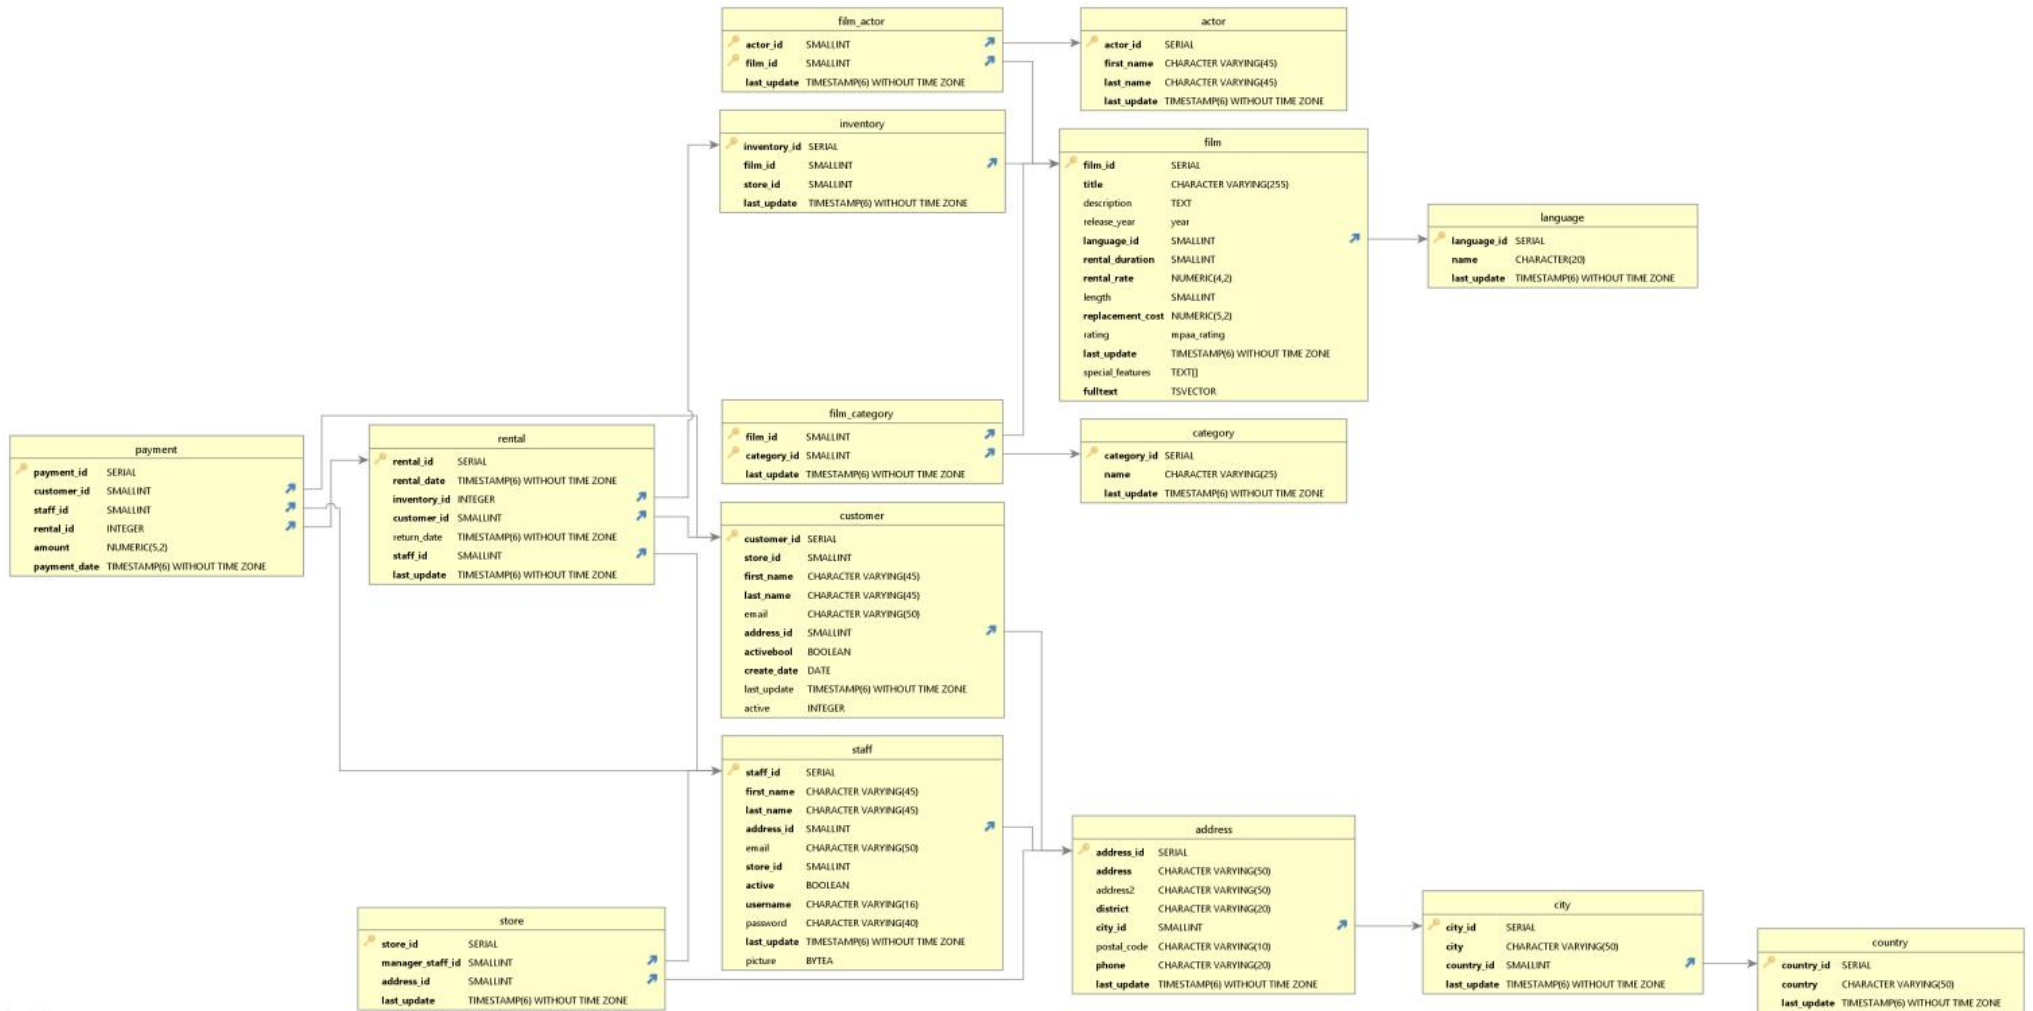 film_actor
actor_id SMALLINT
film_id SMALLINT
last_update TIMESTAMP(6) WITHOUT TIME ZONE
actor
actor_id SERIAL
first_name CHARACTER VARYING(45)
last_name CHARACTER VARYING(45)
last_update TIMESTAMP(6) WITHOUT TIME ZONE
inventory
inventory_id SERIAL
film_id SMALLINT
store_id SMALLINT
last_update TIMESTAMP(6) WITHOUT TIME ZONE
film
film_id SERIAL
title CHARACTER VARYING(255)
description TEXT
release_year year
language_id SMALLINT
rental_duration SMALLINT
rental_rate NUMERIC(4,2)
length SMALLINT
replacement_cost NUMERIC(5,2)
rating mpaa_rating
last_update TIMESTAMP(6) WITHOUT TIME ZONE
special_features TEXT[]
fulltext TSVECTOR
language
language_id SERIAL
name CHARACTER(20)
last_update TIMESTAMP(6) WITHOUT TIME ZONE
film_category
film_id SMALLINT
category_id SMALLINT
last_update TIMESTAMP(6) WITHOUT TIME ZONE
category
category_id SERIAL
name CHARACTER VARYING(25)
last_update TIMESTAMP(6) WITHOUT TIME ZONE
payment
payment_id SERIAL
customer_id SMALLINT
staff_id SMALLINT
rental_id INTEGER
amount NUMERIC(5,2)
payment_date TIMESTAMP(6) WITHOUT TIME ZONE
rental
rental_id SERIAL
rental_date TIMESTAMP(6) WITHOUT TIME ZONE
inventory_id INTEGER
customer_id SMALLINT
return_date TIMESTAMP(6) WITHOUT TIME ZONE
staff_id SMALLINT
last_update TIMESTAMP(6) WITHOUT TIME ZONE
customer
customer_id SERIAL
store_id SMALLINT
first_name CHARACTER VARYING(45)
last_name CHARACTER VARYING(45)
email CHARACTER VARYING(50)
address_id SMALLINT
activebool BOOLEAN
create_date DATE
last_update TIMESTAMP(6) WITHOUT TIME ZONE
active INTEGER
staff
staff_id SERIAL
first_name CHARACTER VARYING(45)
last_name CHARACTER VARYING(45)
address_id SMALLINT
email CHARACTER VARYING(50)
store_id SMALLINT
active BOOLEAN
username CHARACTER VARYING(16)
password CHARACTER VARYING(40)
last_update TIMESTAMP(6) WITHOUT TIME ZONE
picture BYTEA
store
store_id SERIAL
manager_staff_id SMALLINT
address_id SMALLINT
last_update TIMESTAMP(6) WITHOUT TIME ZONE
address
address_id SERIAL
address CHARACTER VARYING(50)
address2 CHARACTER VARYING(50)
district CHARACTER VARYING(20)
city_id SMALLINT
postal_code CHARACTER VARYING(10)
phone CHARACTER VARYING(20)
last_update TIMESTAMP(6) WITHOUT TIME ZONE
city
city_id SERIAL
city CHARACTER VARYING(50)
country_id SMALLINT
last_update TIMESTAMP(6) WITHOUT TIME ZONE
country
country_id SERIAL
country CHARACTER VARYING(50)
last_update TIMESTAMP(6) WITHOUT TIME ZONE